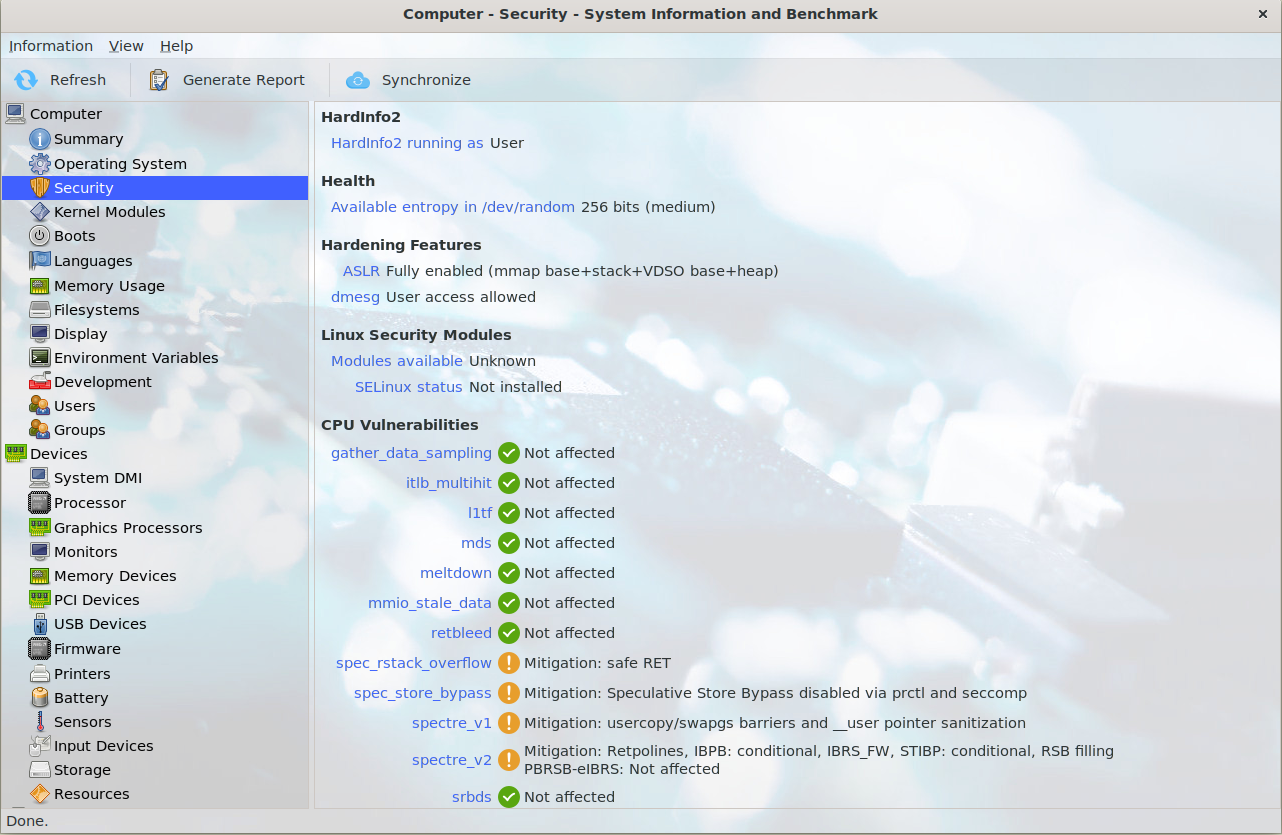 Computer - Security - System Information and Benchmark
Information View Help
Refresh Generate Report Synchronize
Computer
Summary
Operating System
Security
Kernel Modules
Boots
Languages
Memory Usage
Filesystems
Display
Environment Variables
Development
Users
Groups
Devices
System DMI
Processor
Graphics Processors
Monitors
Memory Devices
PCI Devices
USB Devices
Firmware
Printers
Battery
Sensors
Input Devices
Storage
Resources
HardInfo2
HardInfo2 running as User
Health
Available entropy in /dev/random 256 bits (medium)
Hardening Features
ASLR Fully enabled (mmap base+stack+VDSO base+heap)
dmesg User access allowed
Linux Security Modules
Modules available Unknown
SELinux status Not installed
CPU Vulnerabilities
gather_data_sampling Not affected
itlb_multihit Not affected
l1tf Not affected
mds Not affected
meltdown Not affected
mmio_stale_data Not affected
retbleed Not affected
spec_rstack_overflow Mitigation: safe RET
spec_store_bypass Mitigation: Speculative Store Bypass disabled via prctl and seccomp
spectre_v1 Mitigation: usercopy/swapgs barriers and __user pointer sanitization
spectre_v2 Mitigation: Retpolines, IBPB: conditional, IBRS_FW, STIBP: conditional, RSB filling
PBRSB-eIBRS: Not affected
srbds Not affected
Done.